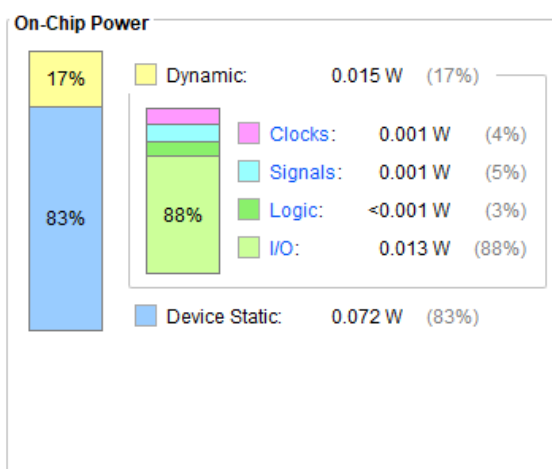 On-Chip Power
17%
Dynamic: 0.015 W (17%)
Clocks: 0.001 W (4%)
Signals: 0.001 W (5%)
83%
88%
Logic: <0.001 W (3%)
I/O: 0.013 W (88%)
Device Static: 0.072 W (83%)